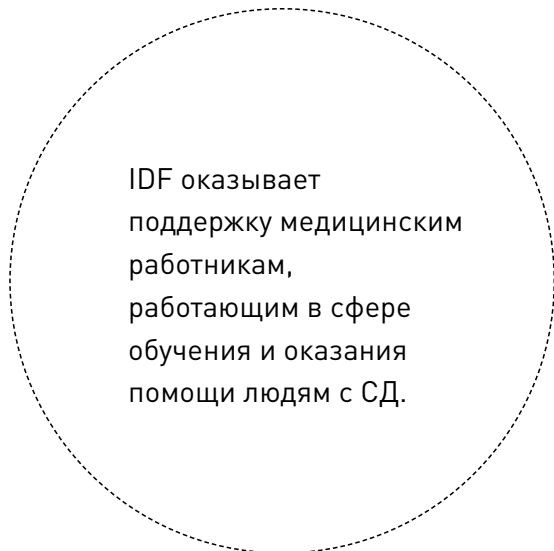 IDF оказывает
поддержку медицинским
работникам,
работающим в сфере
обучения и оказания
помощи людям с СД.